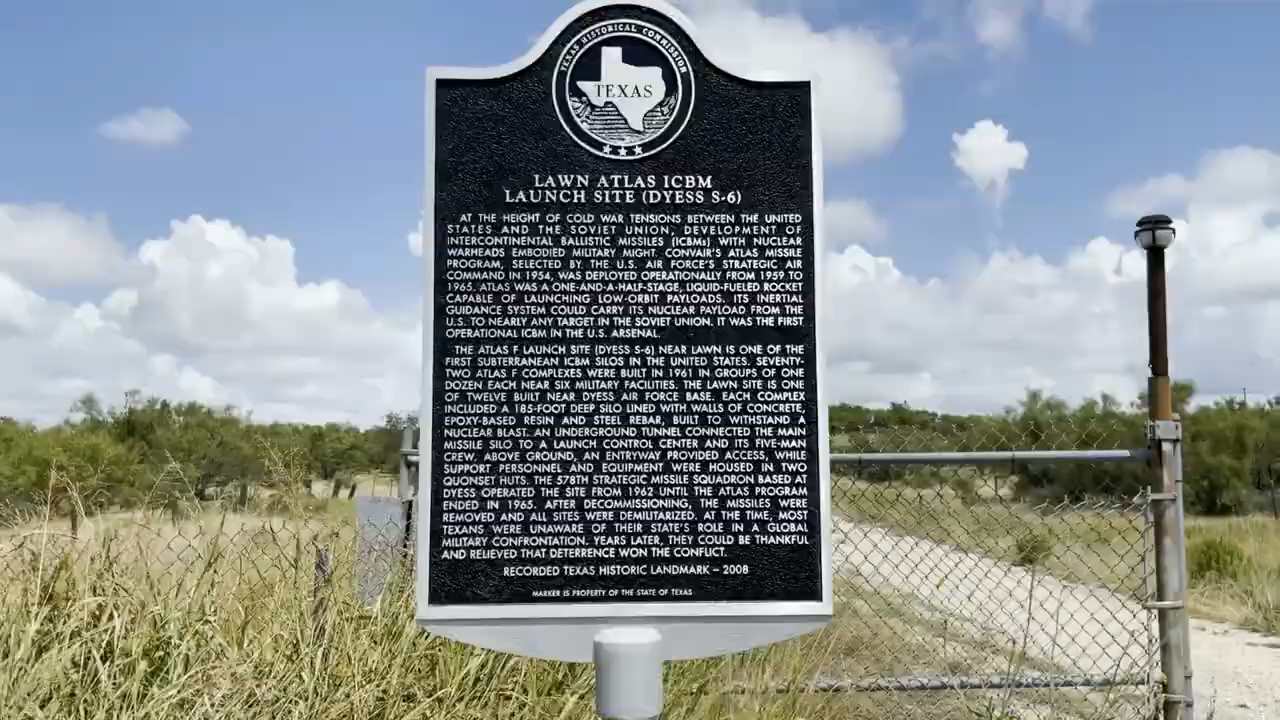 TEXAS HISTORICAL COMMISSION
TEXAS
LAWN ATLAS ICBM
LAUNCH SITE (DYESS S-6)
AT THE HEIGHT OF COLD WAR TENSIONS BETWEEN THE UNITED
STATES AND THE SOVIET UNION, DEVELOPMENT OF
INTERCONTINENTAL BALLISTIC MISSILES (ICBMs) WITH NUCLEAR
WARHEADS EMBODIED MILITARY MIGHT. CONVAIR'S ATLAS MISSILE
PROGRAM, SELECTED BY THE U.S. AIR FORCE'S STRATEGIC AIR
COMMAND IN 1954, WAS DEPLOYED OPERATIONALLY FROM 1959 TO
1965. ATLAS WAS A ONE-AND-A-HALF-STAGE, LIQUID-FUELED ROCKET
CAPABLE OF LAUNCHING LOW-ORBIT PAYLOADS. ITS INERTIAL
GUIDANCE SYSTEM COULD CARRY ITS NUCLEAR PAYLOAD FROM THE
U.S. TO NEARLY ANY TARGET IN THE SOVIET UNION. IT WAS THE FIRST
OPERATIONAL ICBM IN THE U.S. ARSENAL.
THE ATLAS F LAUNCH SITE (DYESS S-6) NEAR LAWN IS ONE OF THE
FIRST SUBTERRANEAN ICBM SILOS IN THE UNITED STATES. SEVENTY-
TWO ATLAS F COMPLEXES WERE BUILT IN 1961 IN GROUPS OF ONE
DOZEN EACH NEAR SIX MILITARY FACILITIES. THE LAWN SITE IS ONE
OF TWELVE BUILT NEAR DYESS AIR FORCE BASE. EACH COMPLEX
INCLUDED A 185-FOOT DEEP SILO LINED WITH WALLS OF CONCRETE,
EPOXY-BASED RESIN AND STEEL REBAR, BUILT TO WITHSTAND A
NUCLEAR BLAST. AN UNDERGROUND TUNNEL CONNECTED THE MAIN
MISSILE SILO TO A LAUNCH CONTROL CENTER AND ITS FIVE-MAN
CREW. ABOVE GROUND, AN ENTRYWAY PROVIDED ACCESS, WHILE
SUPPORT PERSONNEL AND EQUIPMENT WERE HOUSED IN TWO
QUONSET HUTS. THE 578TH STRATEGIC MISSILE SQUADRON BASED AT
DYESS OPERATED THE SITE FROM 1962 UNTIL THE ATLAS PROGRAM
ENDED IN 1965. AFTER DECOMMISSIONING, THE MISSILES WERE
REMOVED AND ALL SITES WERE DEMILITARIZED. AT THE TIME, MOST
TEXANS WERE UNAWARE OF THEIR STATE'S ROLE IN A GLOBAL
MILITARY CONFRONTATION. YEARS LATER, THEY COULD BE THANKFUL
AND RELIEVED THAT DETERRENCE WON THE CONFLICT.
RECORDED TEXAS HISTORIC LANDMARK – 2008
MARKER IS PROPERTY OF THE STATE OF TEXAS